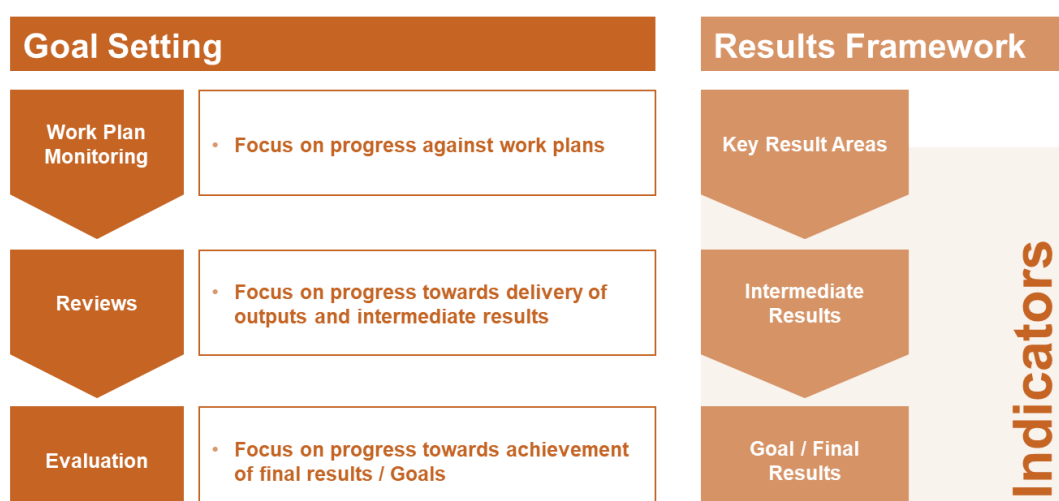 Goal Setting
Results Framework
Work Plan
Monitoring
• Focus on progress against work plans
Key Result Areas
Reviews
• Focus on progress towards delivery of
outputs and intermediate results
Intermediate
Results
Evaluation
• Focus on progress towards achievement
of final results / Goals
Goal / Final
Results
Indicators